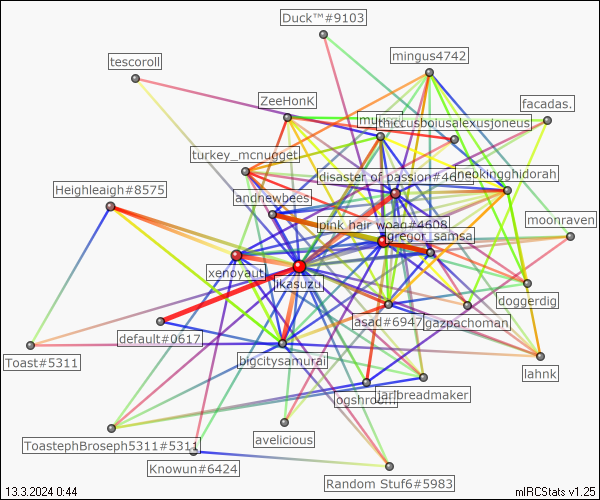 Duck™#9103
mingus4742
tescoroll
ZeeHonK
facadas.
thiccusboiusalexusjoneus
turkey_mcnugget
disaster of passion#46
neokingghidorah
Heighleaigh#8575
andnewbees
pink hair woag#4608
moonraven
gregor_samsa
xenoyaut
ikasuzu
doggerdig
default#0617
asad#6947
gazpachoman
Toast#5311
bigcitysamurai
lahnk
jarlbreadmaker
avelicious
ToastephBroseph5311#5311
Knowun#6424
Random Stuf6#5983
13.3.2024 0:44
mIRCStats v1.25